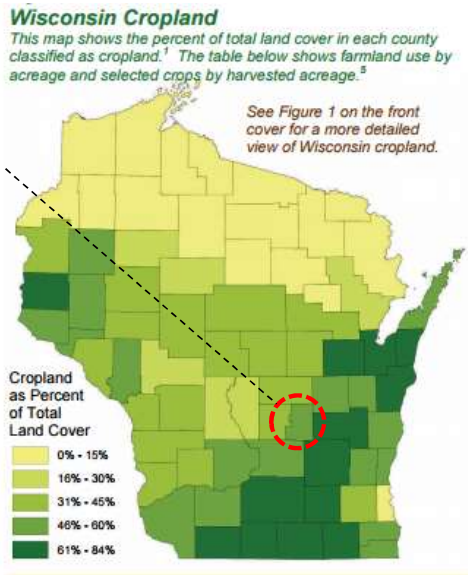 Wisconsin Cropland
This map shows the percent of total land cover in each county
classified as cropland.¹ The table below shows farmland use by
acreage and selected crops by harvested acreage.⁵
See Figure 1 on the front
cover for a more detailed
view of Wisconsin cropland.
Cropland
as Percent
of Total
Land Cover
0% - 15%
16% - 30%
31% - 45%
46% - 60%
61% - 84%